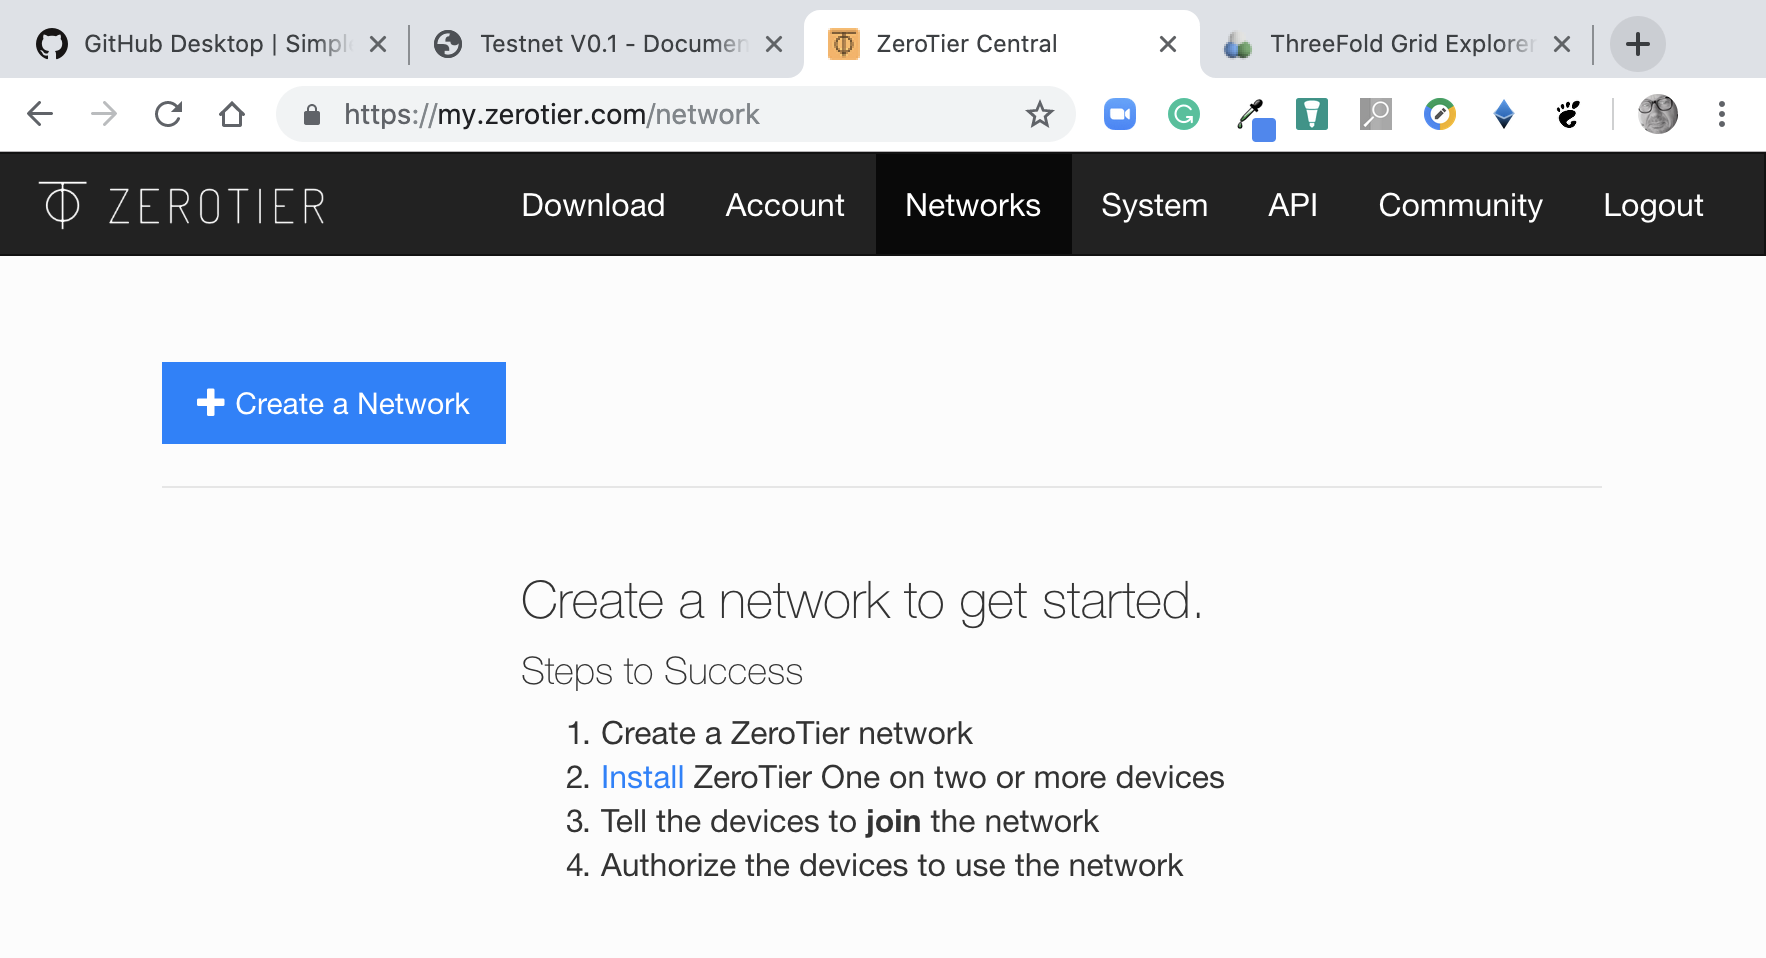 GitHub Desktop | Simpl
Testnet V0.1 - Documen
ZeroTier Central
ThreeFold Grid Explorer
https://my.zerotier.com/network
ZEROTIER
Download
Account
Networks
System
API
Community
Logout
Create a Network
Create a network to get started.
Steps to Success
1. Create a ZeroTier network
2. Install ZeroTier One on two or more devices
3. Tell the devices to join the network
4. Authorize the devices to use the network